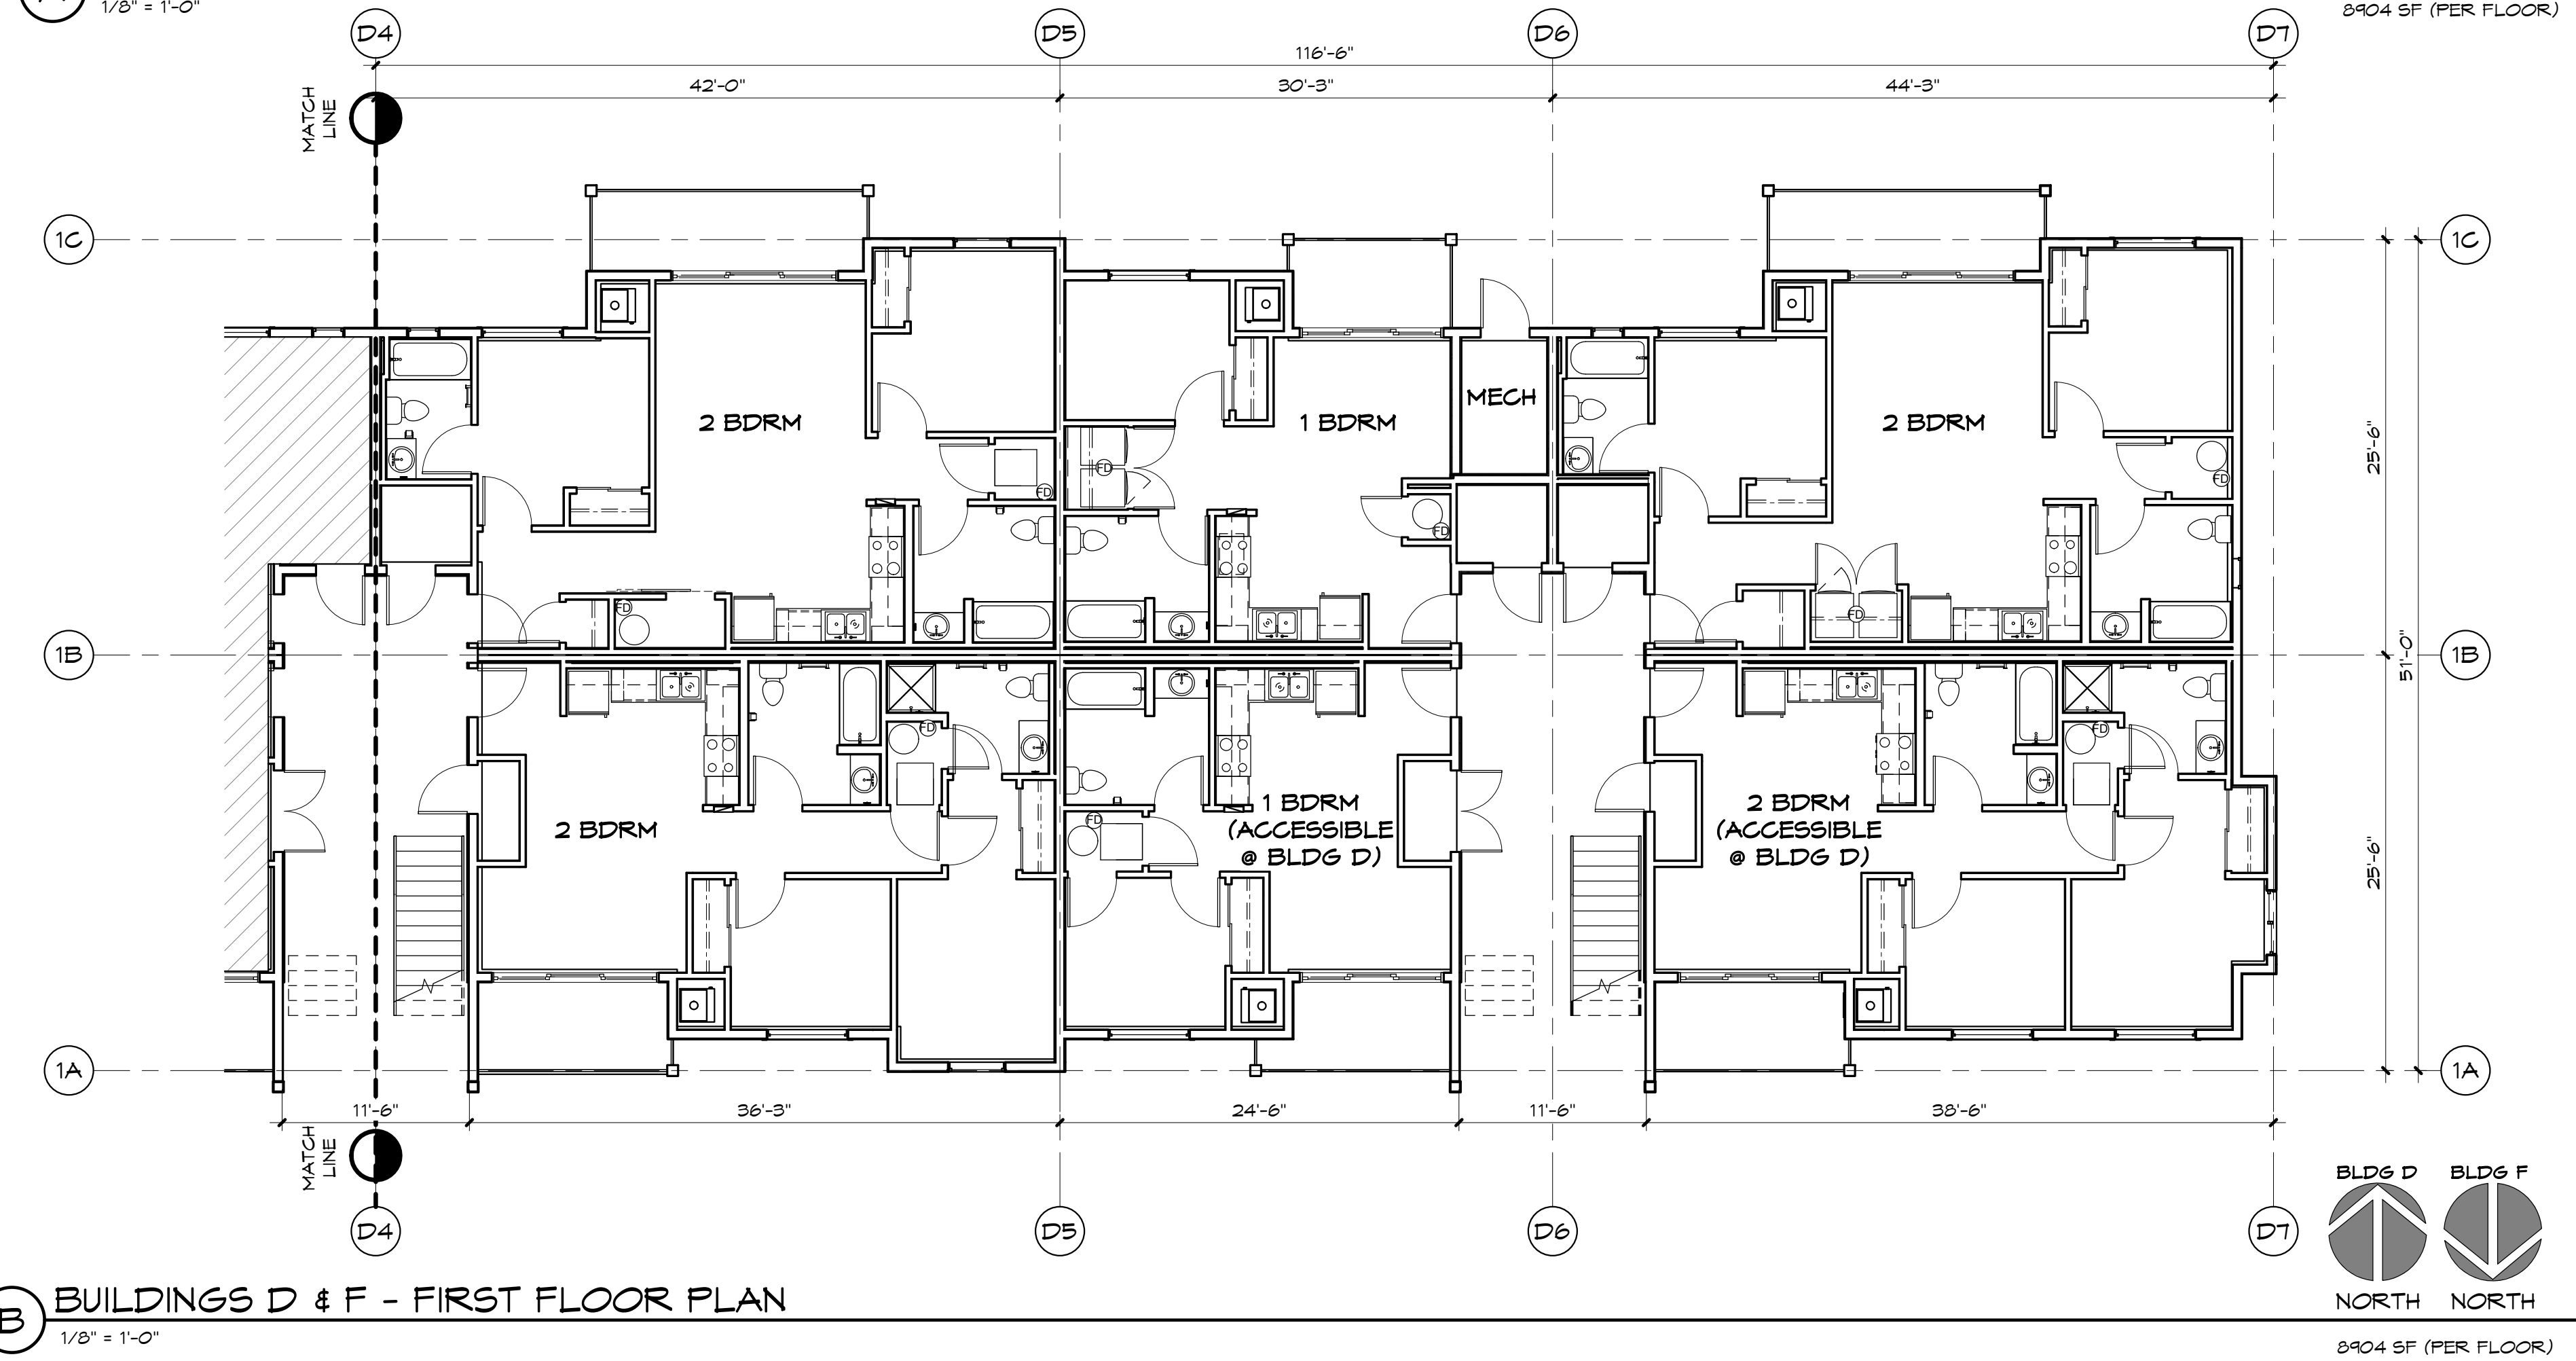 1/8" = 1'-0"
8904 SF (PER FLOOR)
D4
D5
D6
D7
116'-6"
42'-0"
30'-3"
44'-3"
MATCH
LINE
1C
1C
2 BDRM
1 BDRM
MECH
2 BDRM
FD
FD
FD
FD
FD
FD
25'-6"
51'-0"
1B
1B
FD
FD
FD
2 BDRM
1 BDRM
(ACCESSIBLE
@ BLDG D)
2 BDRM
(ACCESSIBLE
@ BLDG D)
25'-6"
1A
1A
11'-6"
36'-3"
24'-6"
11'-6"
38'-6"
MATCH
LINE
D4
D5
D6
D7
BLDG D
BLDG F
NORTH
NORTH
B
BUILDINGS D & F - FIRST FLOOR PLAN
1/8" = 1'-0"
8904 SF (PER FLOOR)